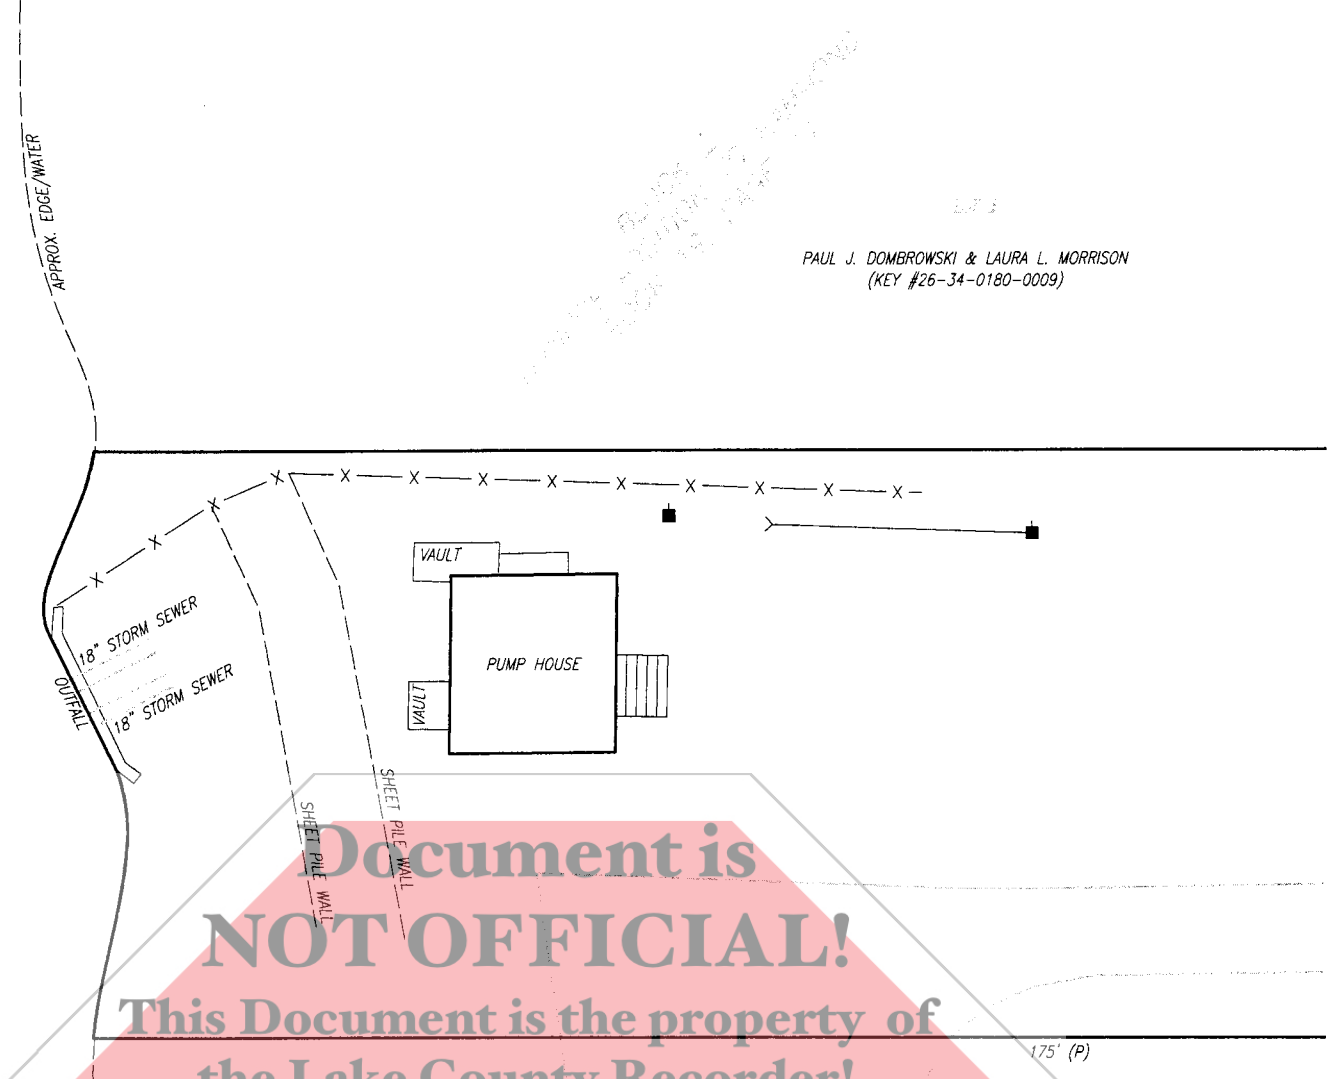 APPROX. EDGE/WATER
PAUL J. DOMBROWSKI & LAURA L. MORRISON
(KEY #26-34-0180-0009)
VAULT
18" STORM SEWER
PUMP HOUSE
18" STORM SEWER
OUTFALL
VAULT
SHEET PILE WALL
SHEET PILE WALL
Document is
NOT OFFICIAL!
This Document is the property of
175' (P)
the Lake County Recorder!